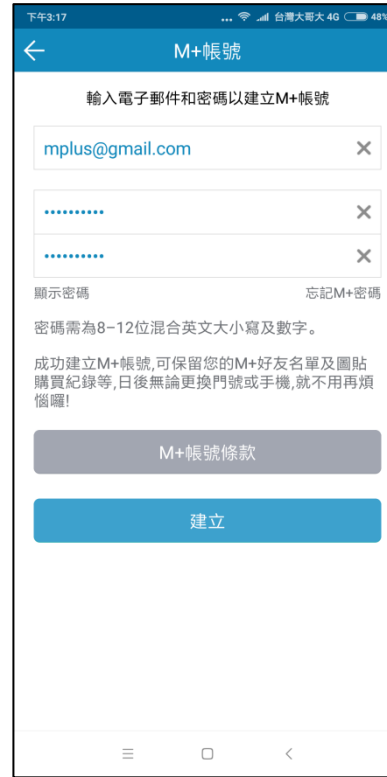 下午3:17 ... 台灣大哥大 4G 48%
M+帳號
輸入電子郵件和密碼以建立M+帳號
mplus@gmail.com
••••••••••
••••••••••
顯示密碼 忘記M+密碼
密碼需為8–12位混合英文大小寫及數字。
成功建立M+帳號,可保留您的M+好友名單及圖貼
購買紀錄等,日後無論更換門號或手機,就不用再煩
惱囉!
M+帳號條款
建立